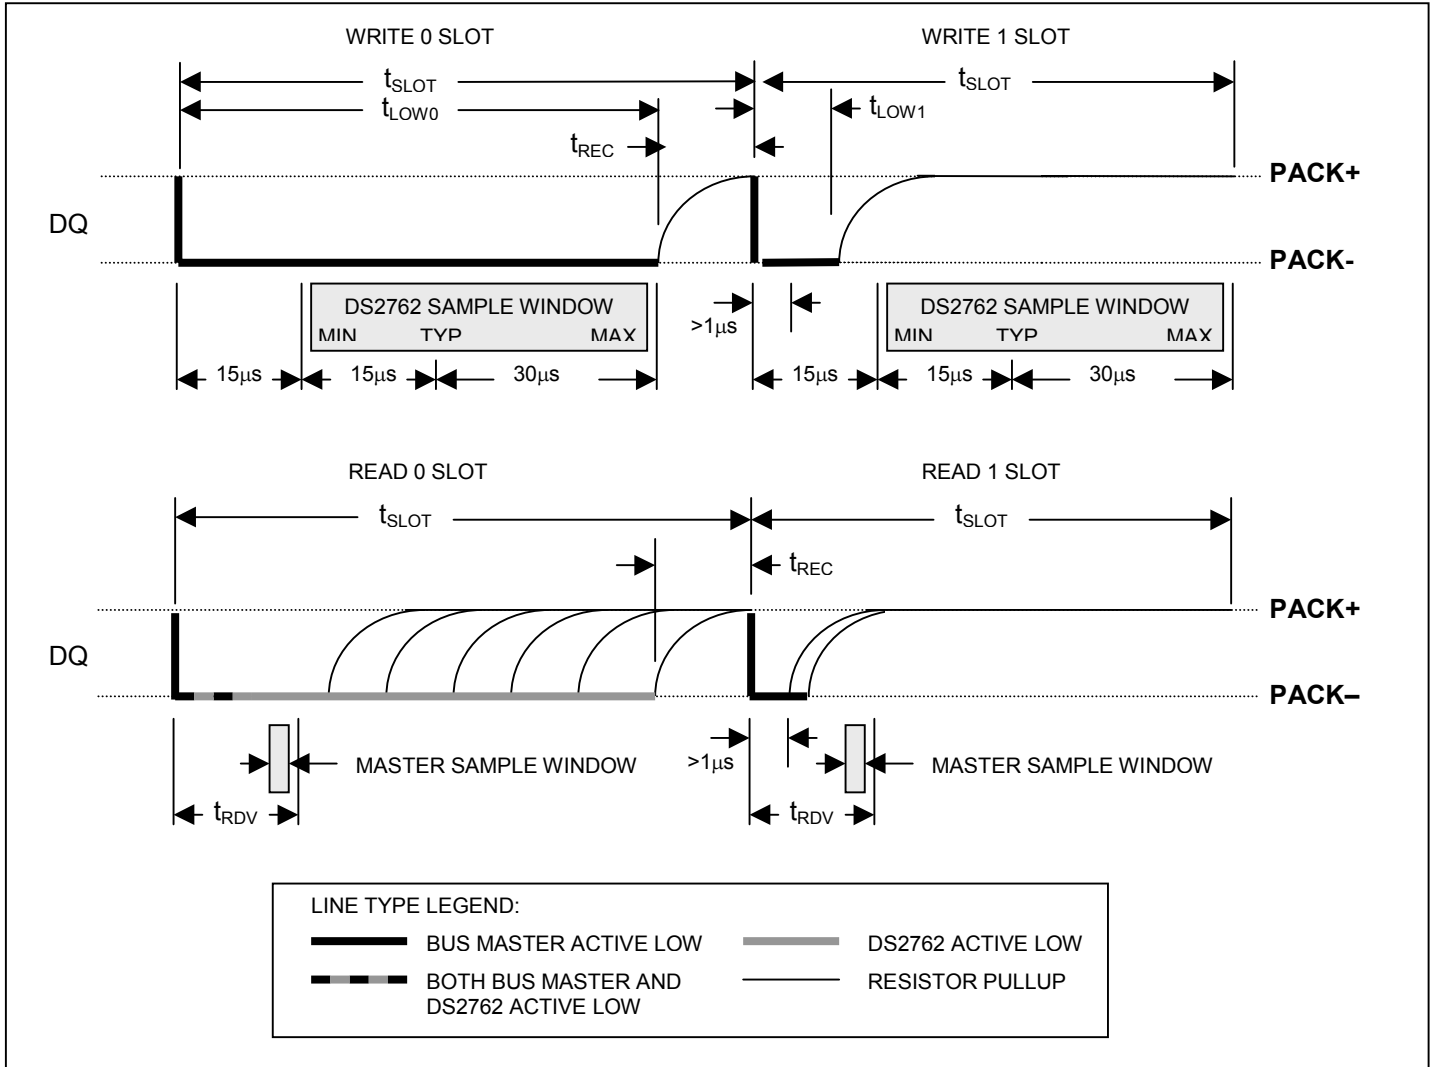 WRITE 0 SLOT WRITE 1 SLOT
tSLOT tSLOT
tLOW0 tLOW1
tREC
PACK+
DQ
PACK-
DS2762 SAMPLE WINDOW DS2762 SAMPLE WINDOW
MIN TYP MAX >1μs MIN TYP MAX
15μs 15μs 30μs 15μs 15μs 30μs
READ 0 SLOT READ 1 SLOT
tSLOT tSLOT
tREC
PACK+
DQ
PACK–
MASTER SAMPLE WINDOW >1μs MASTER SAMPLE WINDOW
tRDV tRDV
LINE TYPE LEGEND:
BUS MASTER ACTIVE LOW DS2762 ACTIVE LOW
BOTH BUS MASTER AND RESISTOR PULLUP
DS2762 ACTIVE LOW